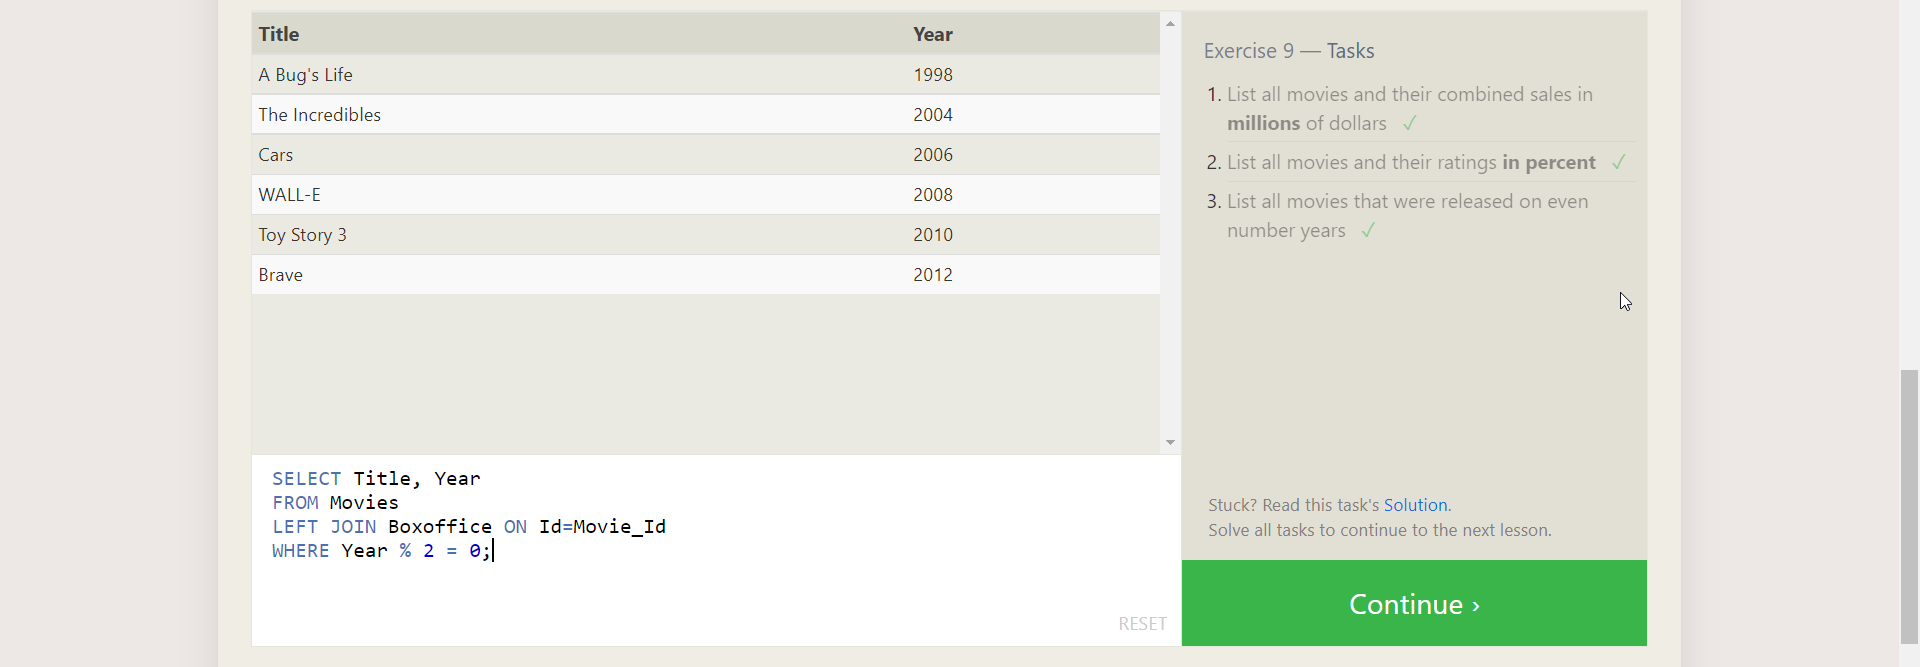 Title Year
A Bug's Life 1998
The Incredibles 2004
Cars 2006
WALL-E 2008
Toy Story 3 2010
Brave 2012
SELECT Title, Year
FROM Movies
LEFT JOIN Boxoffice ON Id=Movie_Id
WHERE Year % 2 = 0;
RESET
Exercise 9 — Tasks
1. List all movies and their combined sales in
millions of dollars ✓
2. List all movies and their ratings in percent ✓
3. List all movies that were released on even
number years ✓
Stuck? Read this task's Solution.
Solve all tasks to continue to the next lesson.
Continue ›